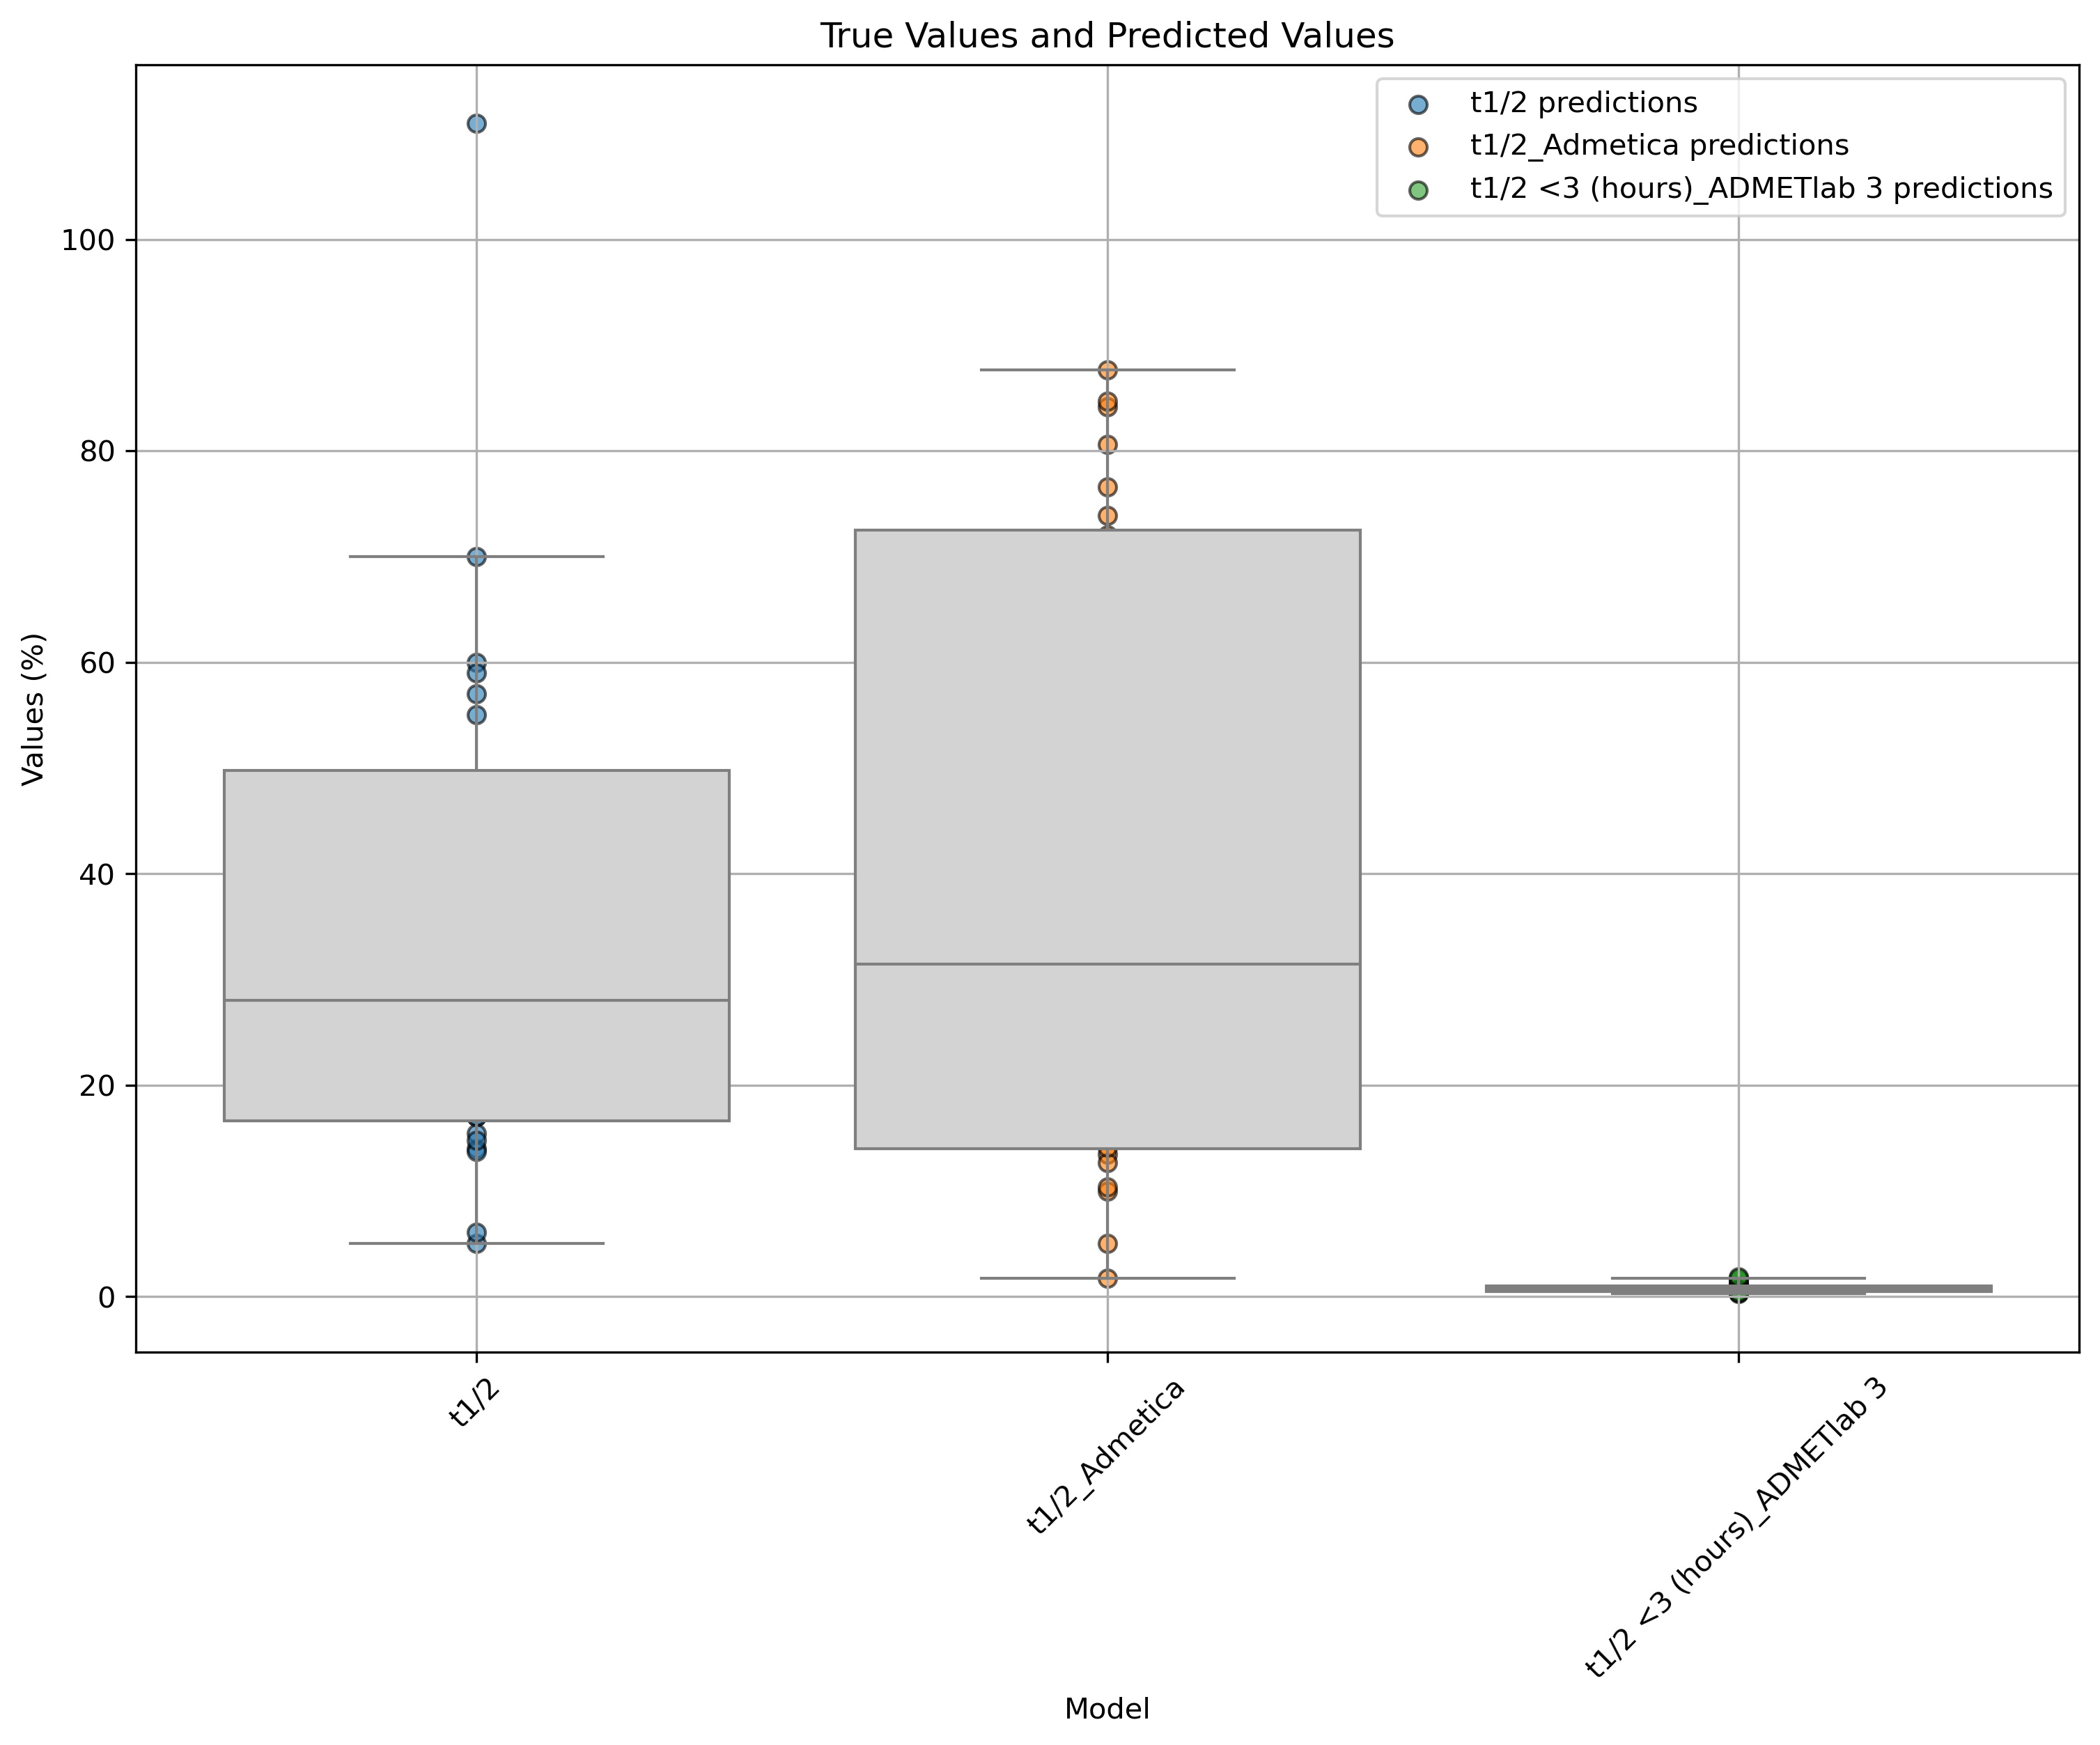 True Values and Predicted Values
t1/2 predictions
t1/2_Admetica predictions
t1/2 <3 (hours)_ADMETlab 3 predictions
Values (%)
100
80
60
40
20
0
t1/2
t1/2_Admetica
t1/2 <3 (hours)_ADMETlab 3
Model